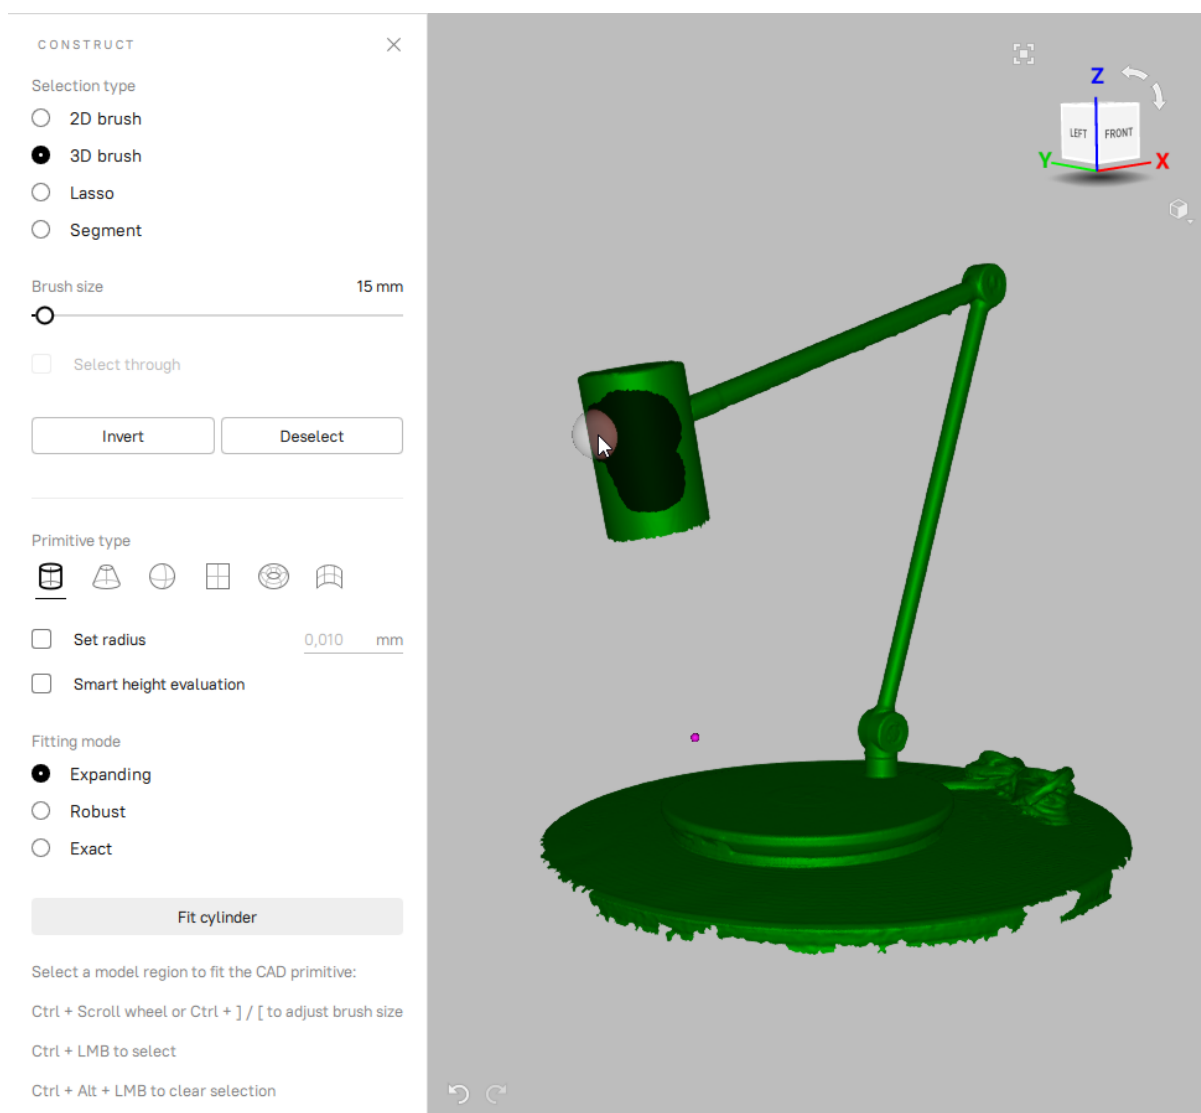 CONSTRUCT
Selection type
2D brush
3D brush
Lasso
Segment
Brush size 15 mm
Select through
Invert Deselect
Primitive type
Set radius 0,010 mm
Smart height evaluation
Fitting mode
Expanding
Robust
Exact
Fit cylinder
Select a model region to fit the CAD primitive:
Ctrl + Scroll wheel or Ctrl + ] / [ to adjust brush size
Ctrl + LMB to select
Ctrl + Alt + LMB to clear selection
Z
LEFT FRONT
Y X